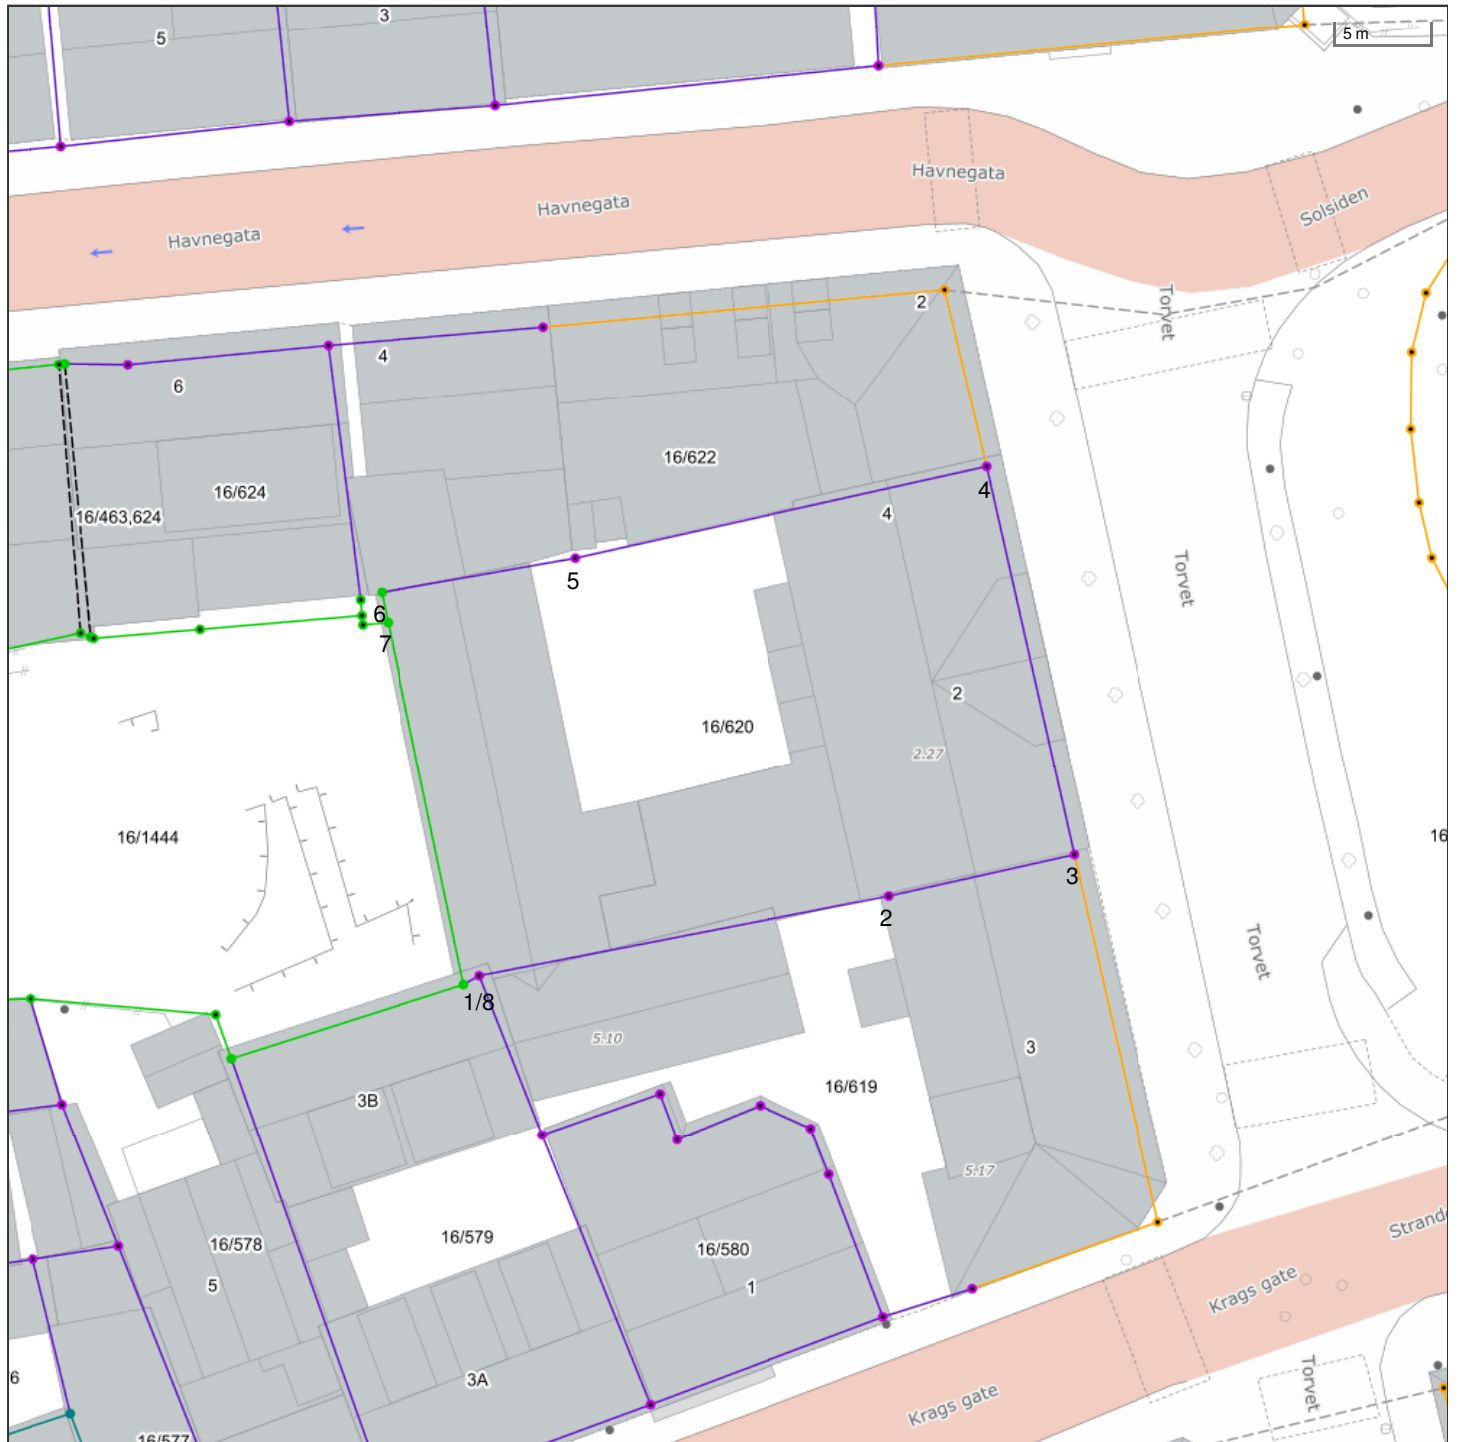 3
5
5 m
Havnegata
Havnegata
Havnegata
Solsiden
Torvet
2
4
6
16/622
16/624
4
16/463,624
4
5
Torvet
6
7
2
16/620
2.27
16/1444
16
3
2
Torvet
1/8
5.10
3
16/619
3B
5.17
16/578
16/579
16/580
Strande
5
1
Krags gate
6
3A
Torvet
Krags gate
16/577